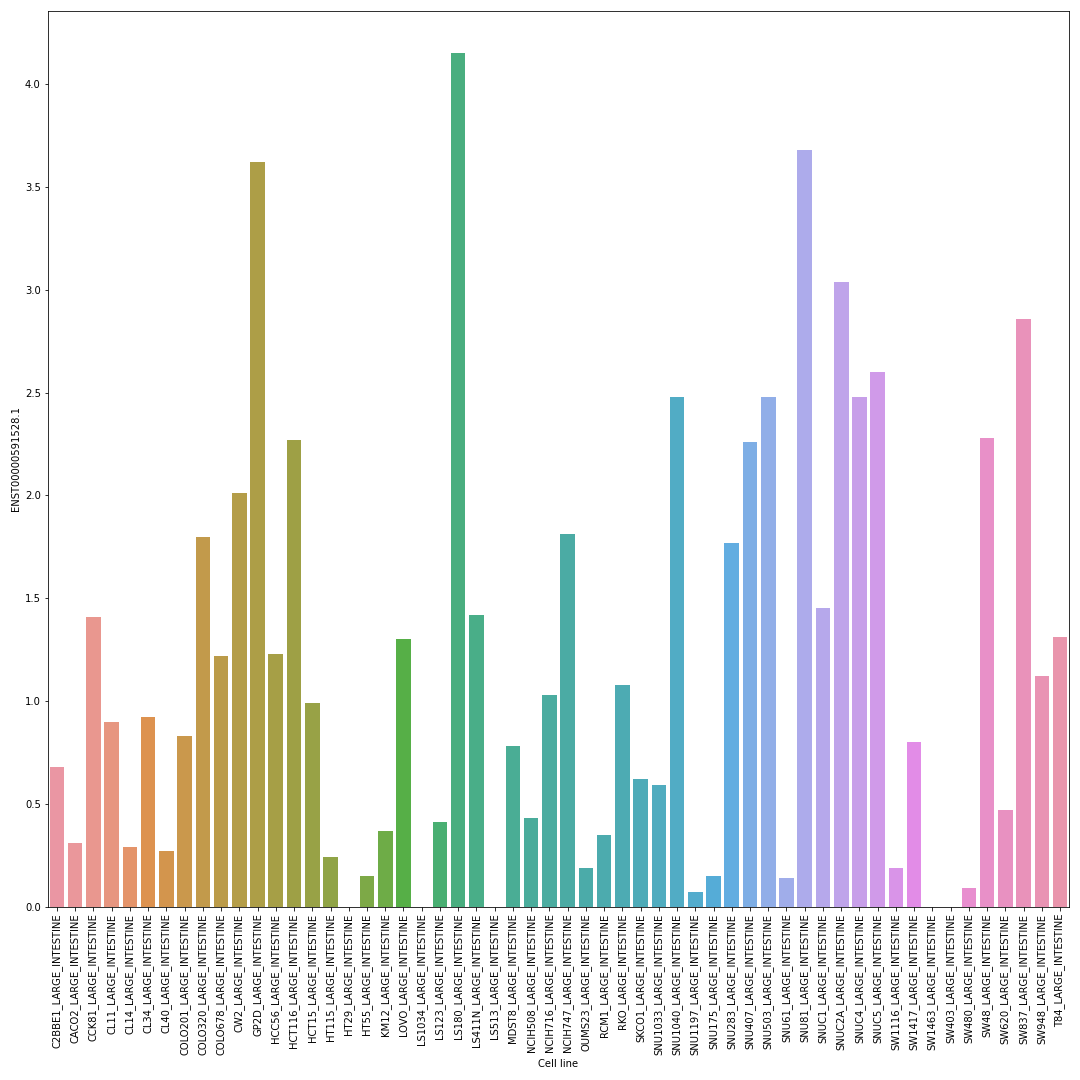 4.0
3.5
3.0
2.5
2.0
1.5
1.0
0.5
0.0
ENST00000591528.1
C2BBE1_LARGE_INTESTINE
CACO2_LARGE_INTESTINE
CCK81_LARGE_INTESTINE
CL11_LARGE_INTESTINE
CL14_LARGE_INTESTINE
CL34_LARGE_INTESTINE
CL40_LARGE_INTESTINE
COLO201_LARGE_INTESTINE
COLO320_LARGE_INTESTINE
COLO678_LARGE_INTESTINE
CW2_LARGE_INTESTINE
GP2D_LARGE_INTESTINE
HCC56_LARGE_INTESTINE
HCT116_LARGE_INTESTINE
HCT15_LARGE_INTESTINE
HT115_LARGE_INTESTINE
HT29_LARGE_INTESTINE
HT55_LARGE_INTESTINE
KM12_LARGE_INTESTINE
LOVO_LARGE_INTESTINE
LS1034_LARGE_INTESTINE
LS123_LARGE_INTESTINE
LS180_LARGE_INTESTINE
LS411N_LARGE_INTESTINE
LS513_LARGE_INTESTINE
MDST8_LARGE_INTESTINE
NCIH508_LARGE_INTESTINE
NCIH716_LARGE_INTESTINE
NCIH747_LARGE_INTESTINE
OUMS23_LARGE_INTESTINE
RCM1_LARGE_INTESTINE
RKO_LARGE_INTESTINE
SKCO1_LARGE_INTESTINE
SNU1033_LARGE_INTESTINE
SNU1040_LARGE_INTESTINE
SNU1197_LARGE_INTESTINE
SNU175_LARGE_INTESTINE
SNU283_LARGE_INTESTINE
SNU407_LARGE_INTESTINE
SNU503_LARGE_INTESTINE
SNU61_LARGE_INTESTINE
SNU81_LARGE_INTESTINE
SNUC1_LARGE_INTESTINE
SNUC2A_LARGE_INTESTINE
SNUC4_LARGE_INTESTINE
SNUC5_LARGE_INTESTINE
SW1116_LARGE_INTESTINE
SW1417_LARGE_INTESTINE
SW1463_LARGE_INTESTINE
SW403_LARGE_INTESTINE
SW480_LARGE_INTESTINE
SW48_LARGE_INTESTINE
SW620_LARGE_INTESTINE
SW837_LARGE_INTESTINE
SW948_LARGE_INTESTINE
T84_LARGE_INTESTINE
Cell line